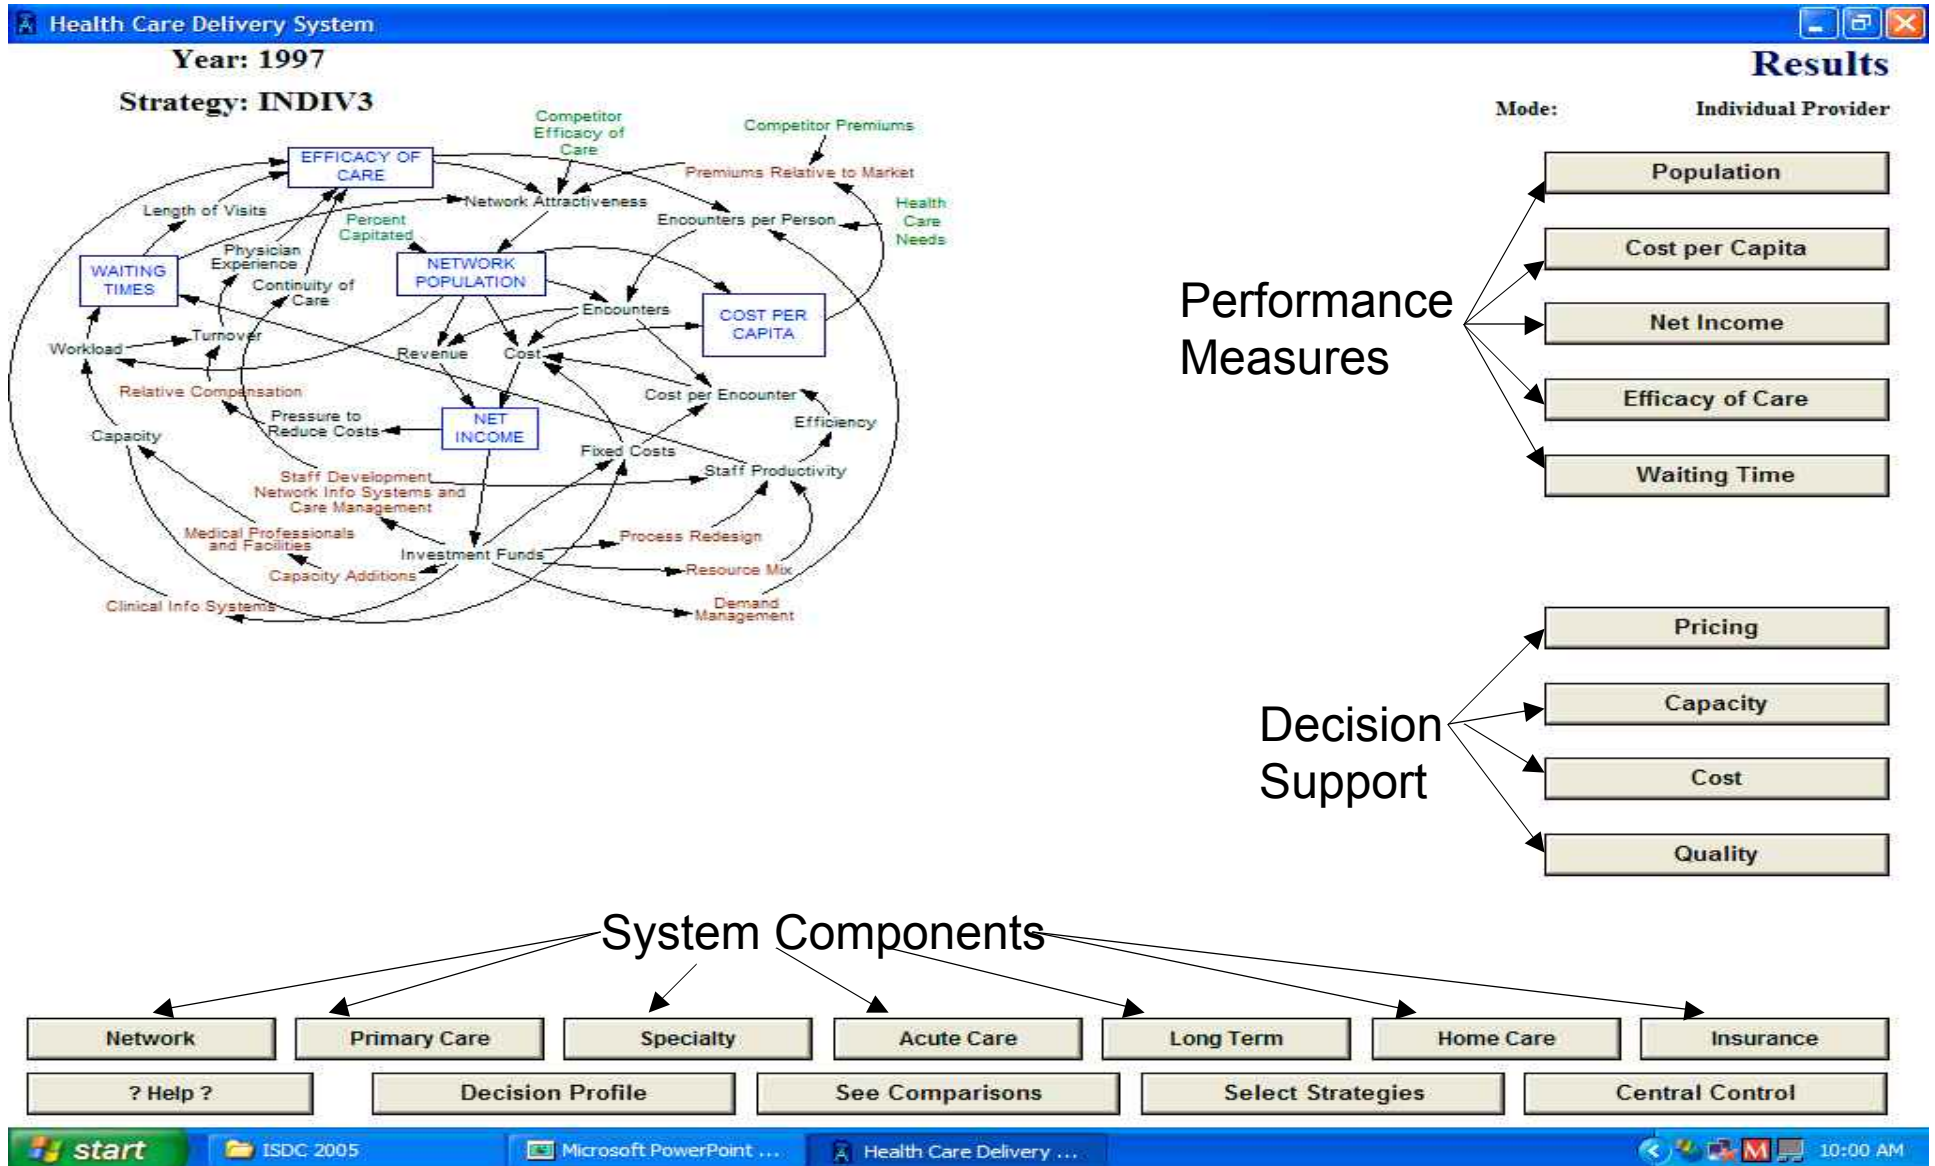 Health Care Delivery System
Year: 1997
Strategy: INDIV3
Results
Mode: Individual Provider
Competitor
Efficacy of
Care
Competitor Premiums
EFFICACY OF
CARE
Premiums Relative to Market
Length of Visits
Network Attractiveness
Percent
Capitated
Encounters per Person
Health
Care
Needs
Physician
Experience
WAITING
TIMES
Continuity of
Care
NETWORK
POPULATION
Encounters
COST PER
CAPITA
Workload
Turnover
Revenue
Cost
Relative Compensation
Cost per Encounter
Pressure to
Reduce Costs
NET
INCOME
Efficiency
Capacity
Fixed Costs
Staff Productivity
Staff Development
Network Info Systems and
Care Management
Medical Professionals
and Facilities
Process Redesign
Investment Funds
Capacity Additions
Resource Mix
Clinical Info Systems
Demand
Management
Performance
Measures
Population
Cost per Capita
Net Income
Efficacy of Care
Waiting Time
Decision
Support
Pricing
Capacity
Cost
Quality
System Components
Network
Primary Care
Specialty
Acute Care
Long Term
Home Care
Insurance
? Help ?
Decision Profile
See Comparisons
Select Strategies
Central Control
start
ISDC 2005
Microsoft PowerPoint ...
Health Care Delivery ...
M
10:00 AM